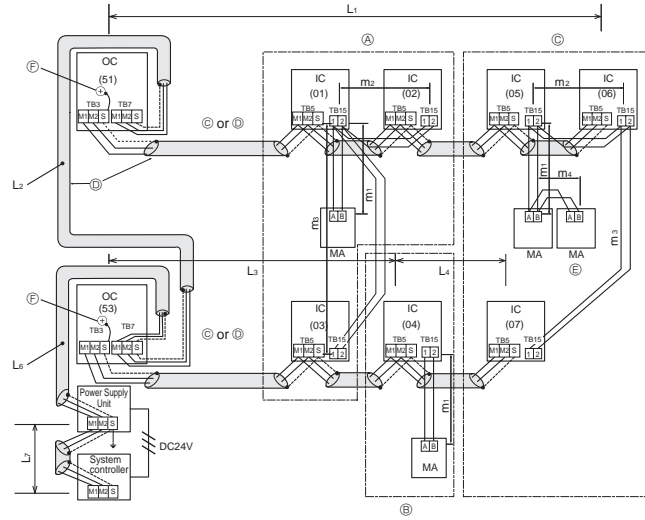 L1
Ⓐ
Ⓒ
Ⓕ
OC
(51)
TB3 TB7
M1 M2 S M1 M2 S
IC
(01)
TB5 TB15
M1 M2 S 1 2
m2
IC
(02)
TB5 TB15
M1 M2 S 1 2
IC
(05)
TB5 TB15
M1 M2 S 1 2
m2
IC
(06)
TB5 TB15
M1 M2 S 1 2
Ⓒ or Ⓓ
L2
Ⓓ
m3
m1
A B
MA
m1
m4
A B
MA
A B
MA
Ⓔ
m3
L3
L4
Ⓕ
OC
(53)
TB3 TB7
M1 M2 S M1 M2 S
Ⓒ or Ⓓ
IC
(03)
TB5 TB15
M1 M2 S 1 2
IC
(04)
TB5 TB15
M1 M2 S 1 2
IC
(07)
TB5 TB15
M1 M2 S 1 2
L6
Power Supply
Unit
M1 M2 S
DC24V
L7
System
controller
M1 M2 S
m1
A B
MA
Ⓑ